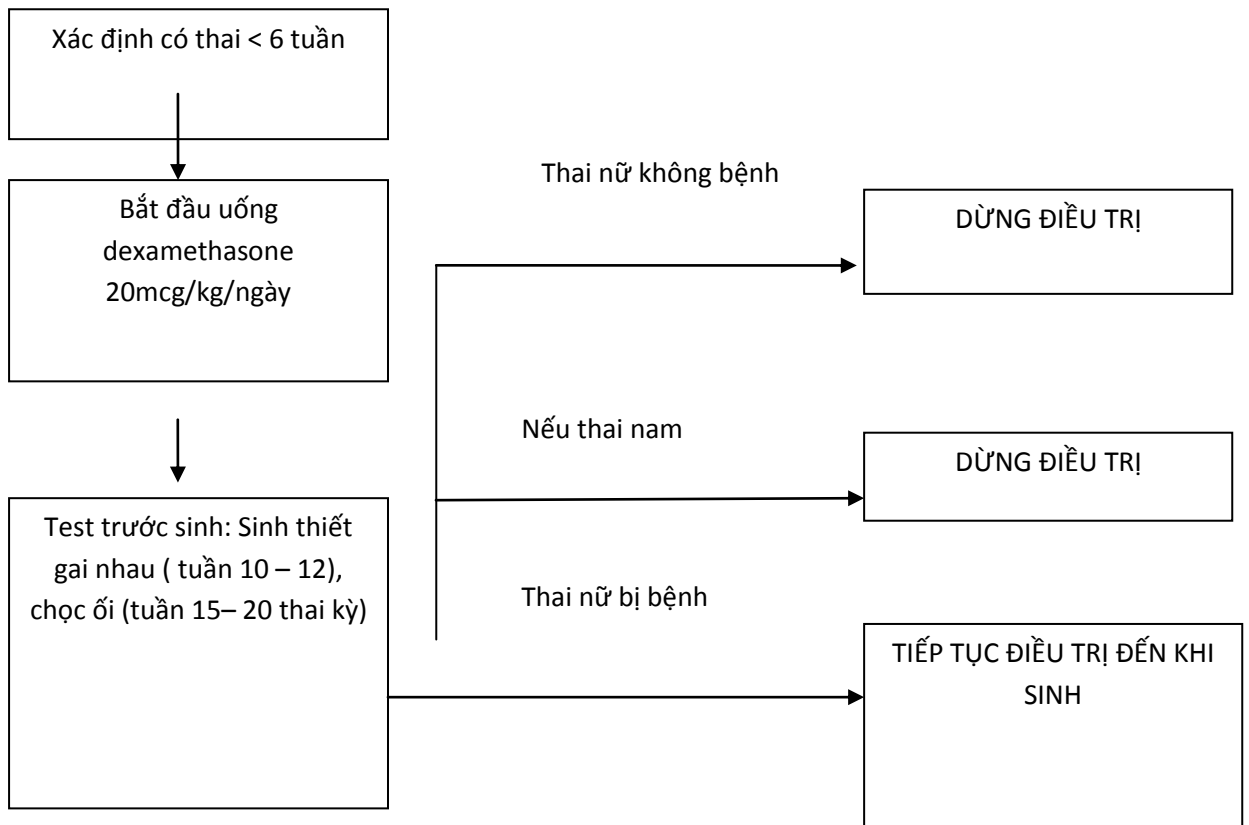 Xác định có thai < 6 tuần
Bắt đầu uống
dexamethasone
20mcg/kg/ngày
Test trước sinh: Sinh thiết
gai nhau ( tuần 10 – 12),
chọc ối (tuần 15– 20 thai kỳ)
Thai nữ không bệnh
DỪNG ĐIỀU TRỊ
Nếu thai nam
DỪNG ĐIỀU TRỊ
Thai nữ bị bệnh
TIẾP TỤC ĐIỀU TRỊ ĐẾN KHI
SINH